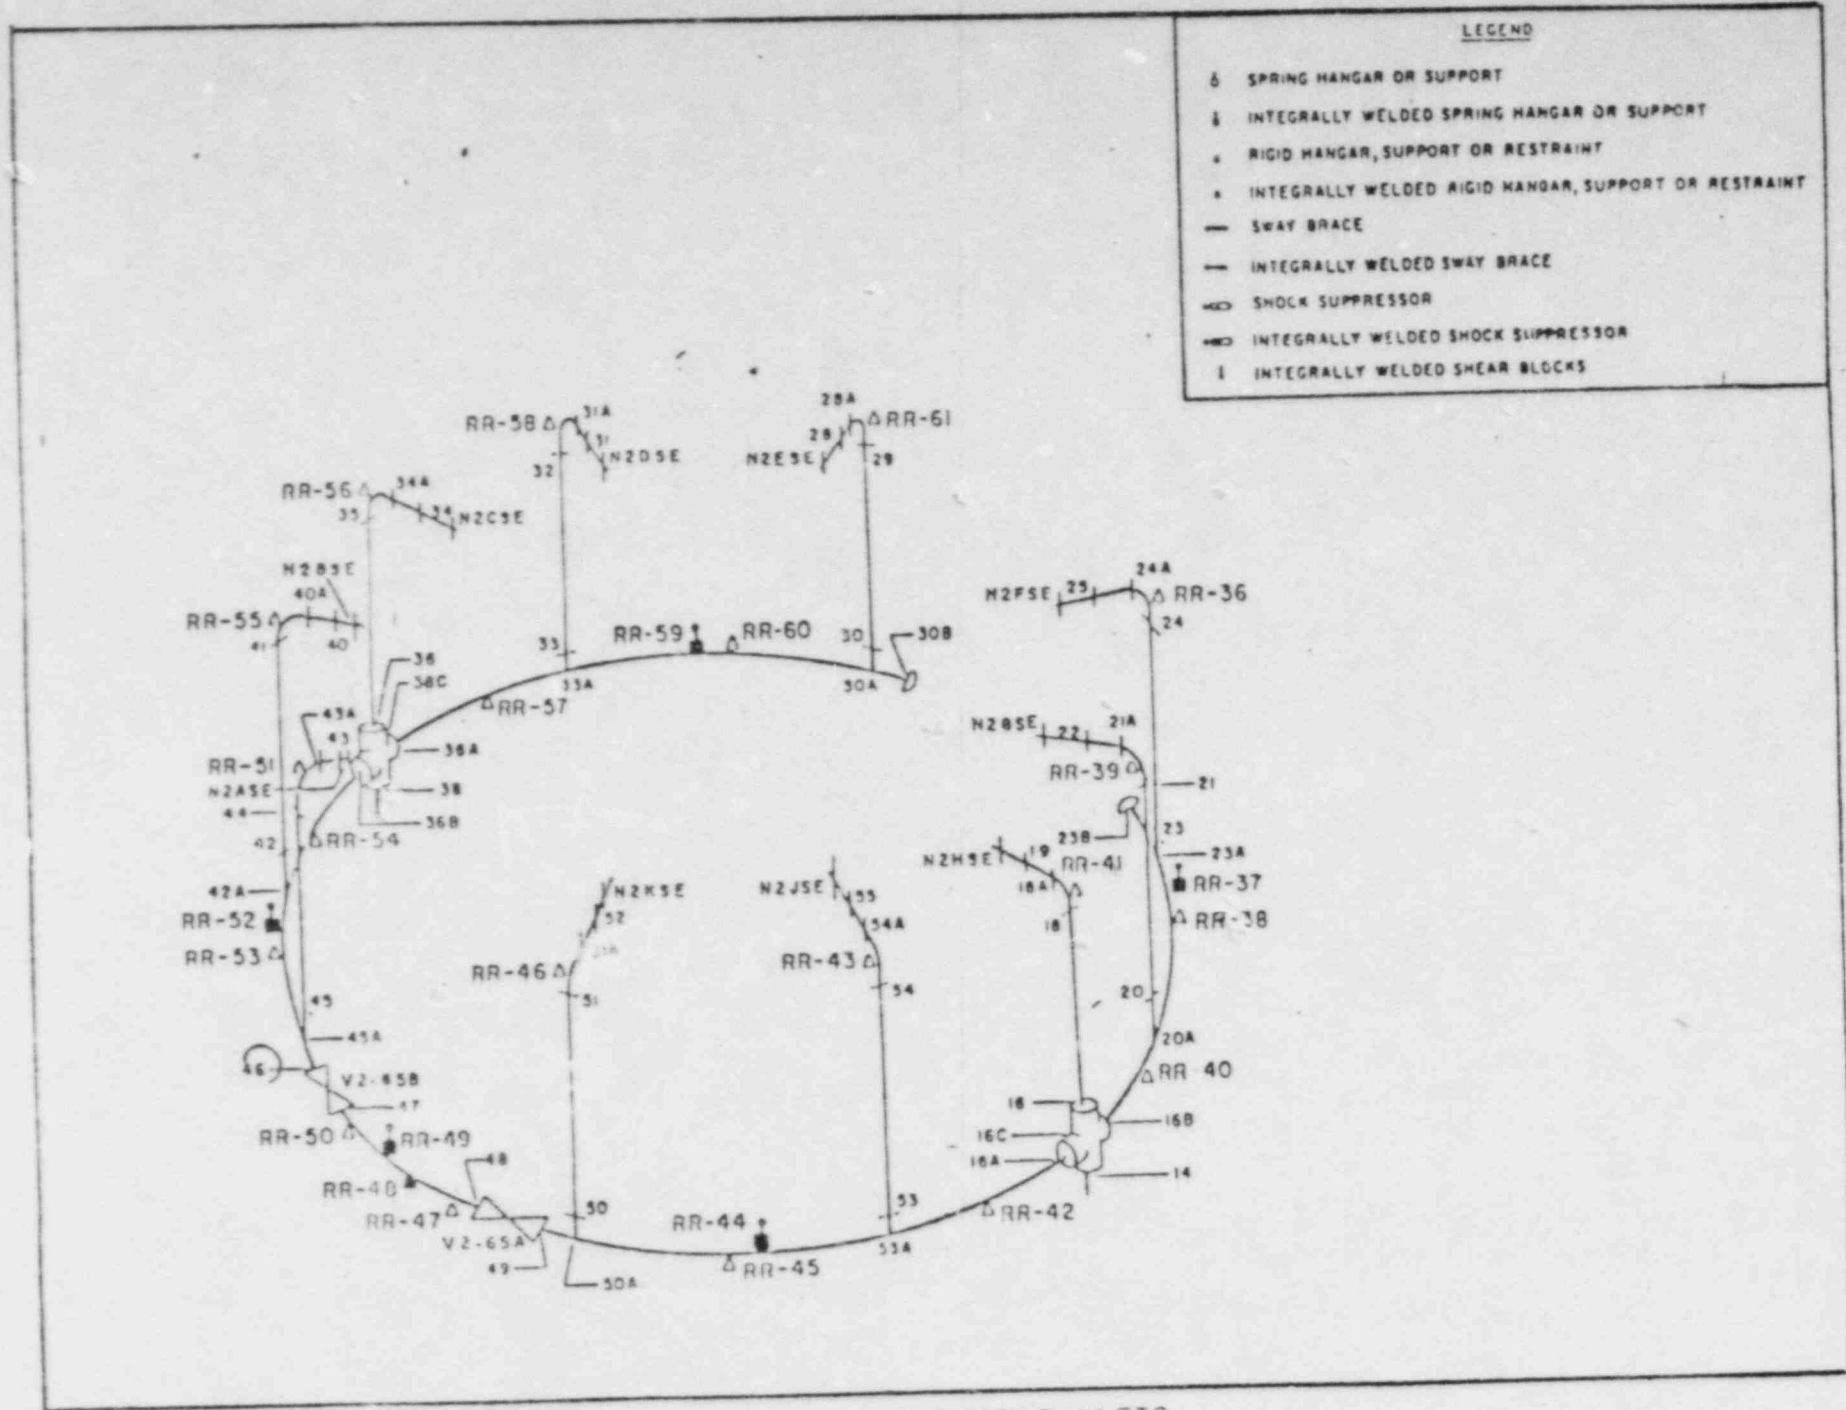 LEGEND
SPRING HANGAR OR SUPPORT
INTEGRALLY WELDED SPRING HANGAR OR SUPPORT
RIGID HANGAR, SUPPORT OR RESTRAINT
INTEGRALLY WELDED RIGID HANGAR, SUPPORT OR RESTRAINT
SWAY BRACE
INTEGRALLY WELDED SWAY BRACE
SHOCK SUPPRESSOR
INTEGRALLY WELDED SHOCK SUPPRESSOR
INTEGRALLY WELDED SHEAR BLOCKS
RR-58
31A
31
N2DSE
32
28A
RR-61
28
N2ESE
29
RR-56
34A
34
N2CSE
35
N2BSE
40A
RR-55
41
40
N2FSE
25
24A
RR-36
24
RR-59
RR-60
33
33A
30
30B
30A
36
38C
RR-57
43A
43
38A
RR-51
N2ASE
38
44
36B
42
RR-54
N2BSE
22
21A
RR-39
21
23B
23
23A
N2HSE
19
RR-41
18A
18
RR-37
RR-38
42A
RR-52
RR-53
N2KSE
52
RR-46
51
N2JSE
55
54A
RR-43
54
45
45A
46
V2-65B
47
20
20A
RR-40
RR-50
RR-49
48
RR-48
RR-47
V2-65A
49
50
50A
RR-44
RR-45
53
53A
RR-42
16
16B
16C
16A
14